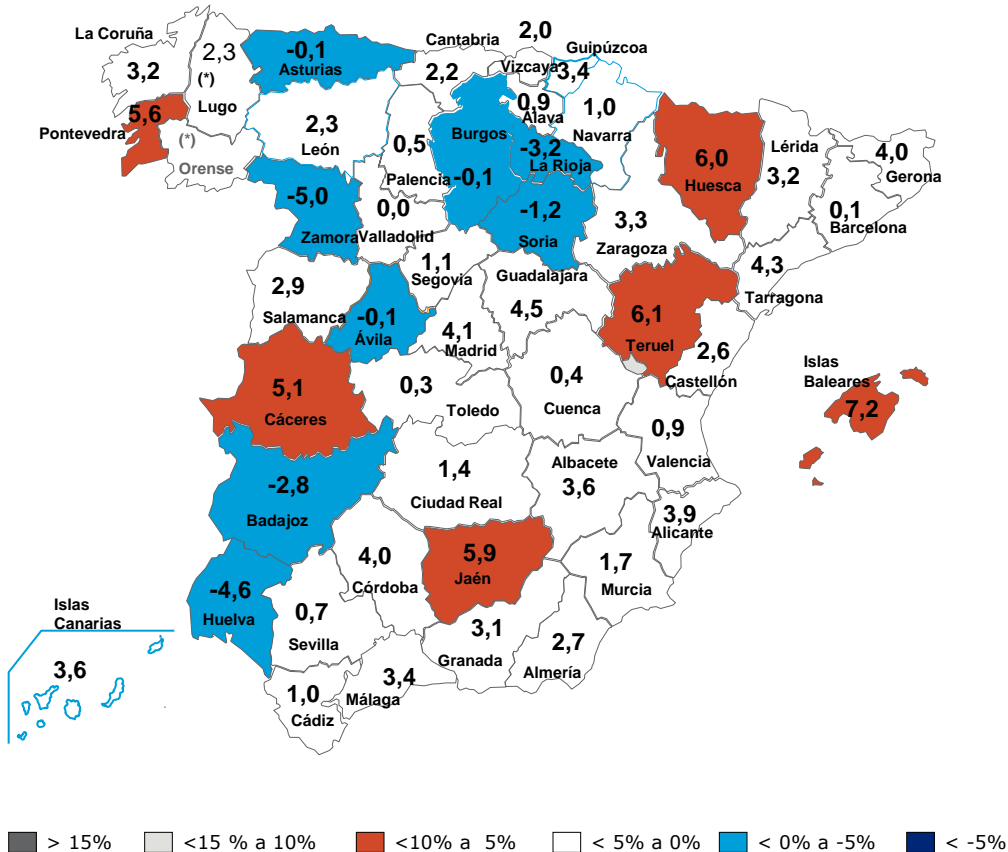 La Coruña
3,2
2,3
(*)
Lugo
-0,1
Asturias
Cantabria
2,2
2,0
Vizcaya
Guipúzcoa
3,4
0,9
Alava
1,0
Navarra
5,6
Pontevedra
(*)
Orense
2,3
León
0,5
Palencia
Burgos
-0,1
-3,2
La Rioja
6,0
Huesca
Lérida
3,2
4,0
Gerona
0,1
Barcelona
-5,0
Zamora
0,0
Valladolid
-1,2
Soria
3,3
Zaragoza
4,3
Tarragona
2,9
Salamanca
-0,1
Ávila
1,1
Segovia
Guadalajara
4,5
4,1
Madrid
6,1
Teruel
2,6
Castellón
Islas
Baleares
7,2
5,1
Cáceres
0,3
Toledo
0,4
Cuenca
0,9
Valencia
-2,8
Badajoz
1,4
Ciudad Real
Albacete
3,6
3,9
Alicante
-4,6
Huelva
4,0
Córdoba
5,9
Jaén
1,7
Murcia
0,7
Sevilla
3,1
Granada
2,7
Almería
1,0
Cádiz
3,4
Málaga
Islas
Canarias
3,6
> 15%
<15 % a 10%
<10% a 5%
< 5% a 0%
< 0% a -5%
< -5%